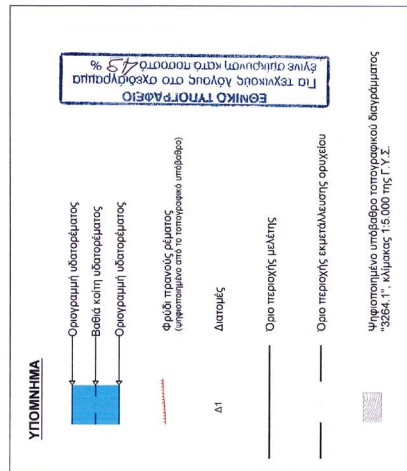 ΥΠΟΜΝΗΜΑ
Οριογραμμή υδατορέματος
Βαθιά κοίτη υδατορέματος
Οριογραμμή υδατορέματος
Φρύδι πρανούς ρέματος
(ψηφιοποιημένο από το τοπογραφικό υπόβαθρο)
Δ1 Διατομές
Όριο περιοχής μελέτης
Όριο περιοχής εκμετάλλευσης ορυχείου
Ψηφιοποιημένο υπόβαθρο τοπογραφικού διαγράμματος
"3264.1", κλίμακας 1:5.000 της Γ.Υ.Σ.
ΕΘΝΙΚΟ ΤΥΠΟΓΡΑΦΕΙΟ
Για τεχνικούς λόγους στο σχεδιάγραμμα
έγινε σμίκρυνση κατά ποσοστό %